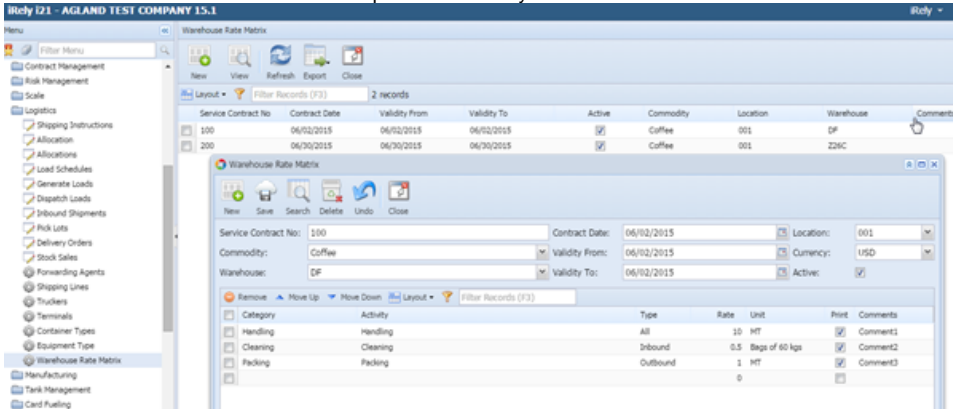 iRely i21 - AGLAND TEST COMPANY 15.1 iRely
Menu Warehouse Rate Matrix
Filter Menu
Contract Management
Risk Management
Scale
Logistics
Shipping Instructions
Allocation
Allocations
Load Schedules
Generate Loads
Dispatch Loads
Inbound Shipments
Pick Lots
Delivery Orders
Stock Sales
Forwarding Agents
Shipping Lines
Truckers
Terminals
Container Types
Equipment Type
Warehouse Rate Matrix
Manufacturing
Tank Management
Card Fueling
New View Refresh Export Close
Layout Filter Records (F3) 2 records
Service Contract No Contract Date Validity From Validity To Active Commodity Location Warehouse Comments
100 06/02/2015 06/02/2015 06/02/2015 Coffee 001 DF
200 06/30/2015 06/30/2015 06/30/2015 Coffee 001 Z26C
Warehouse Rate Matrix
New Save Search Delete Undo Close
Service Contract No: 100 Contract Date: 06/02/2015 Location: 001
Commodity: Coffee Validity From: 06/02/2015 Currency: USD
Warehouse: DF Validity To: 06/02/2015 Active:
Remove Move Up Move Down Layout Filter Records (F3)
Category Activity Type Rate Unit Print Comments
Handling Handling All 10 MT Comment1
Cleaning Cleaning Inbound 0.5 Bags of 60 kgs Comment2
Packing Packing Outbound 1 MT Comment3
0